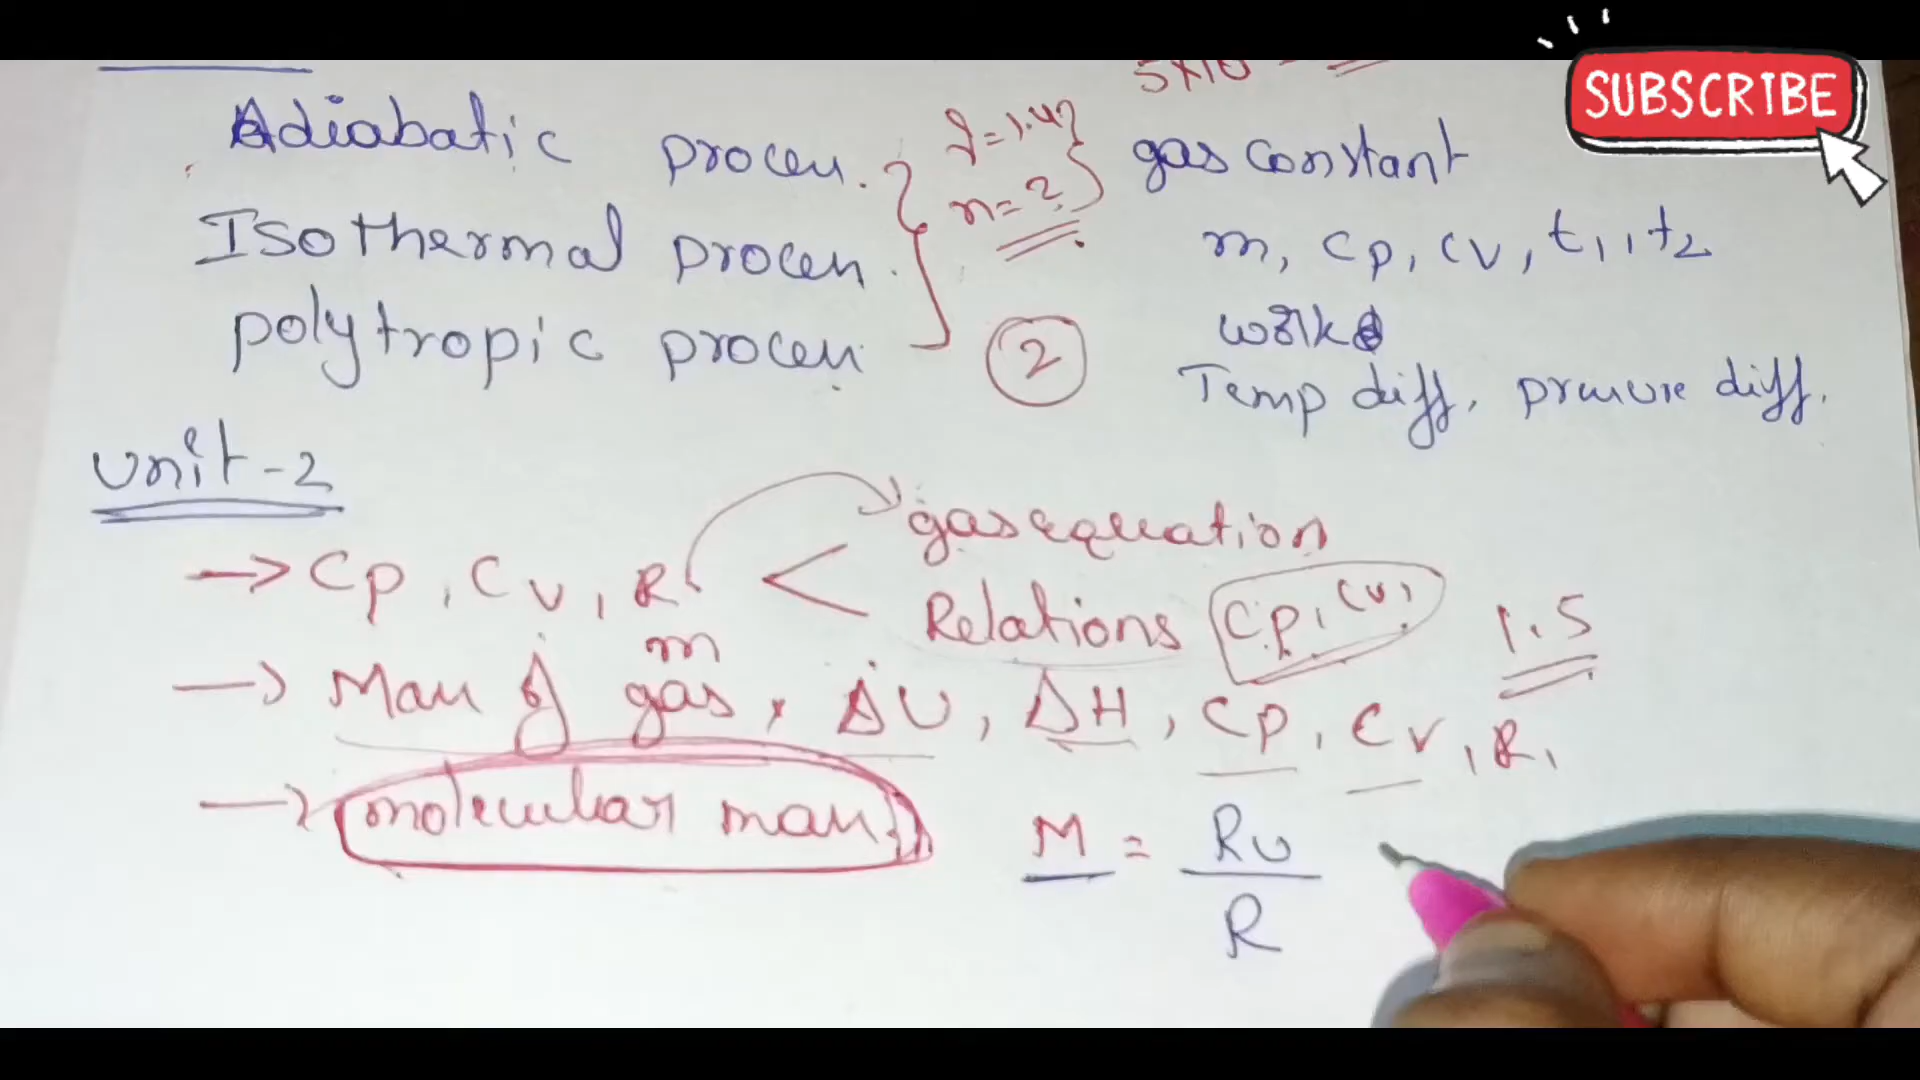 5x10
SUBSCRIBE
Adiabatic process. γ=1.4? gas constant
n=?
Isothermal process. m, Cp, Cv, t1, t2
work
polytropic process 2 Temp diff, pressure diff.
Unit-2
gas equation
→ Cp, Cv, R <
Relations Cp, Cv, 1.5
m
→ Mass of gas, ΔU, ΔH, Cp, Cv, R,
→ molecular mass M = Ru
R